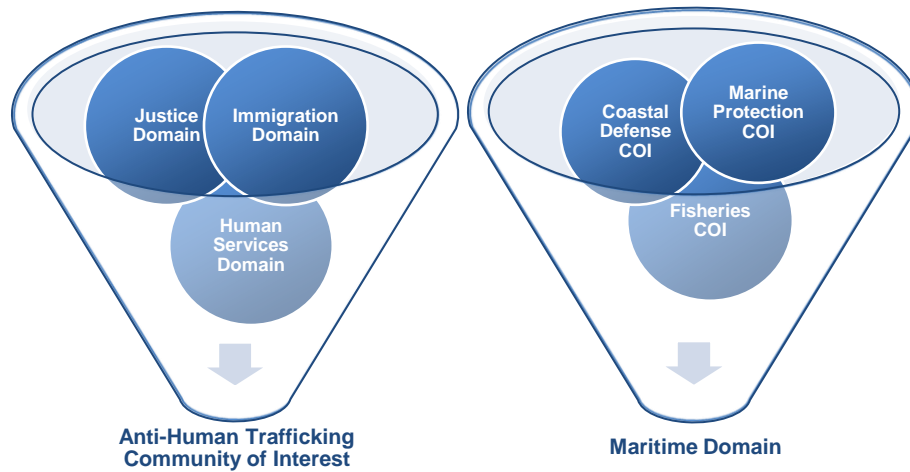 Justice
Domain
Immigration
Domain
Human
Services
Domain
Anti-Human Trafficking
Community of Interest
Coastal
Defense
COI
Marine
Protection
COI
Fisheries
COI
Maritime Domain